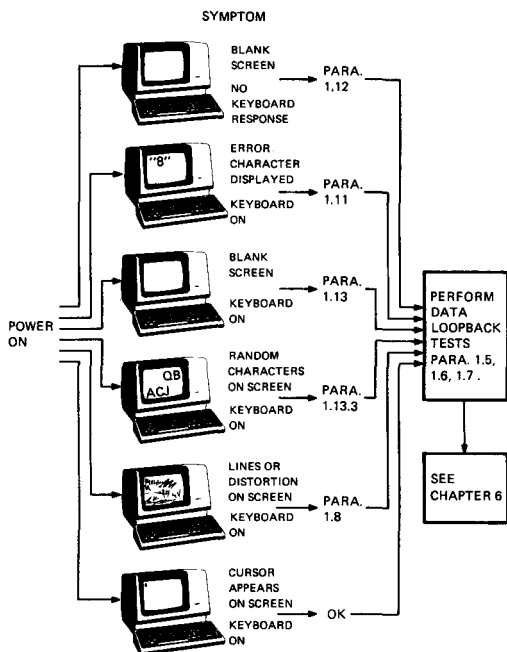 SYMPTOM
BLANK
SCREEN
NO
KEYBOARD
RESPONSE
PARA.
1.12
"8"
ERROR
CHARACTER
DISPLAYED
KEYBOARD
ON
PARA.
1.11
BLANK
SCREEN
KEYBOARD
ON
PARA.
1.13
POWER
ON
QB
ACJ
RANDOM
CHARACTERS
ON SCREEN
KEYBOARD
ON
PARA.
1.13.3
LINES OR
DISTORTION
ON SCREEN
KEYBOARD
ON
PARA.
1.8
CURSOR
APPEARS
ON SCREEN
KEYBOARD
ON
OK
PERFORM
DATA
LOOPBACK
TESTS
PARA. 1.5,
1.6, 1.7 .
SEE
CHAPTER 6